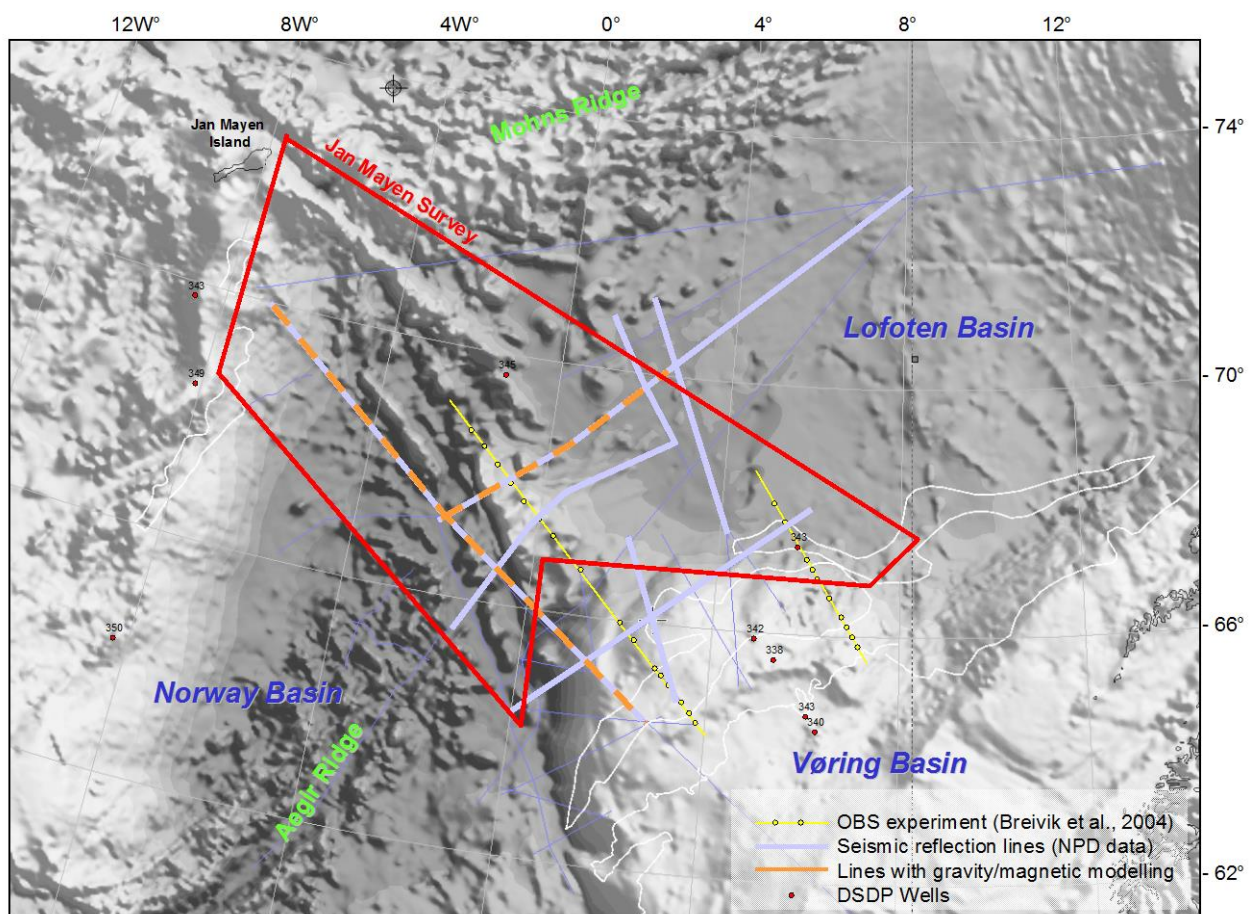 12W°
8W°
4W°
0°
4°
8°
12°
Jan Mayen
Island
Mohns Ridge
- 74°
Jan Mayen Survey
343
Lofoten Basin
345
- 70°
349
343
350
342
- 66°
338
Norway Basin
343
340
Vøring Basin
Aegir Ridge
OBS experiment (Breivik et al., 2004)
Seismic reflection lines (NPD data)
Lines with gravity/magnetic modelling
DSDP Wells
- 62°